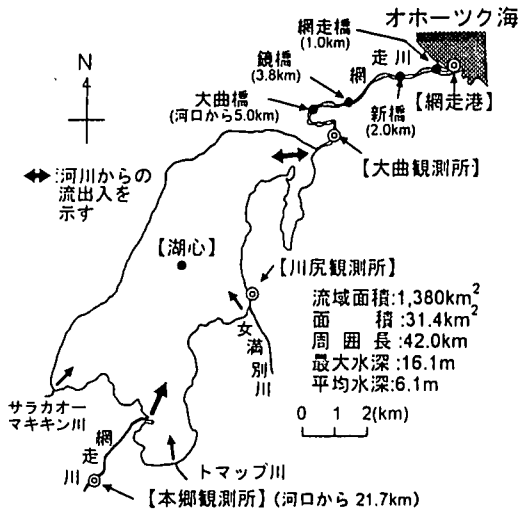 オホーツク海
網走橋
(1.0km)
N
4
鏡橋
(3.8km)
網走川
【網走港】
大曲橋
(河口から5.0km)
新橋
(2.0km)
【大曲観測所】
:河川からの
流出入を
示す
【湖心】
【川尻観測所】
流域面積:1,380km²
面 積:31.4km²
周囲長:42.0km
最大水深:16.1m
平均水深:6.1m
0 1 2(km)
女満別川
サラカオー
マキキン川
網走川
トマップ川
【本郷観測所】(河口から 21.7km)